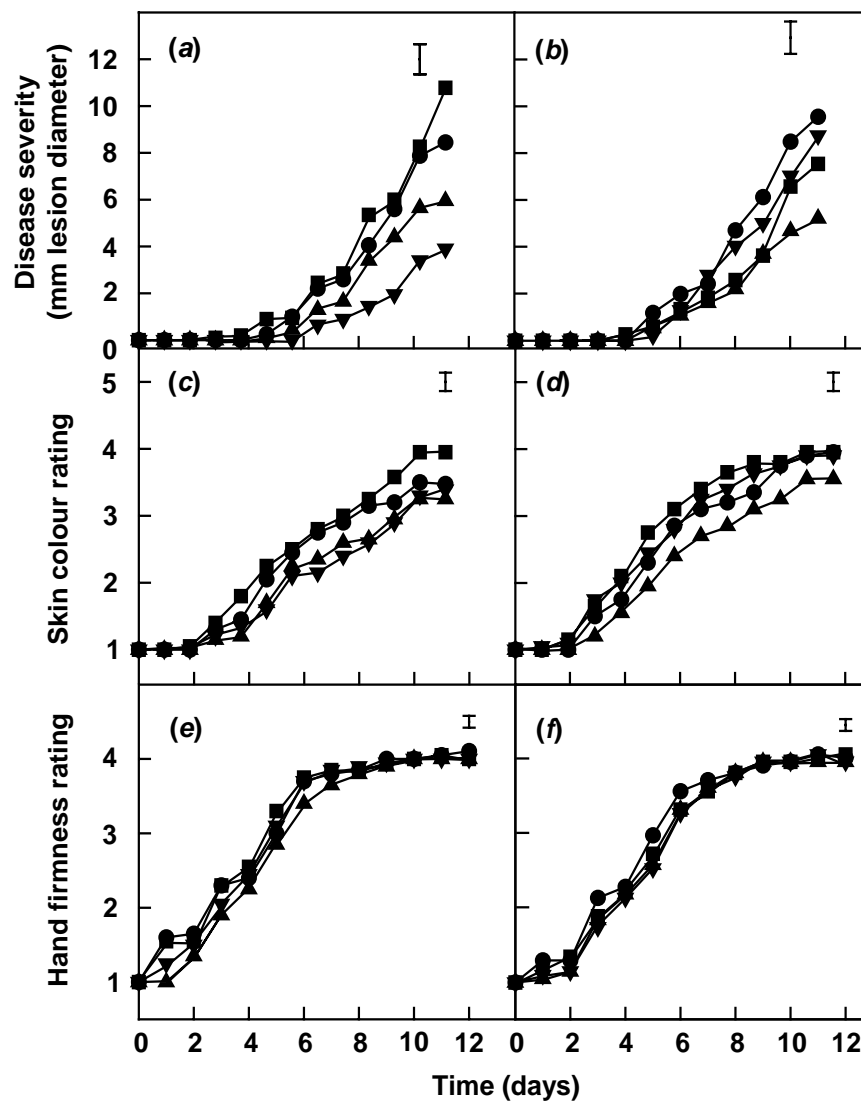 (a)
(b)
Disease severity
(mm lesion diameter)
12
10
8
6
4
2
0
(c)
(d)
Skin colour rating
5
4
3
2
1
(e)
(f)
Hand firmness rating
4
3
2
1
0 2 4 6 8 10 12
0 2 4 6 8 10 12
Time (days)